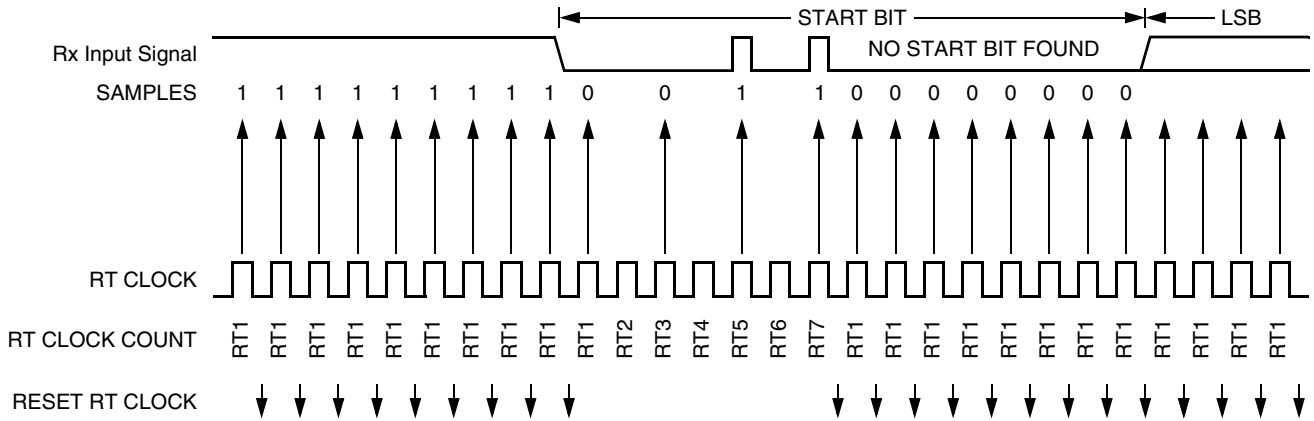 START BIT
LSB
Rx Input Signal
NO START BIT FOUND
SAMPLES 1 1 1 1 1 1 1 1 1 0 0 1 1 0 0 0 0 0 0 0 0
RT CLOCK
RT CLOCK COUNT RT1 RT1 RT1 RT1 RT1 RT1 RT1 RT1 RT1 RT1 RT2 RT3 RT4 RT5 RT6 RT7 RT1 RT1 RT1 RT1 RT1 RT1 RT1 RT1 RT1 RT1 RT1 RT1
RESET RT CLOCK